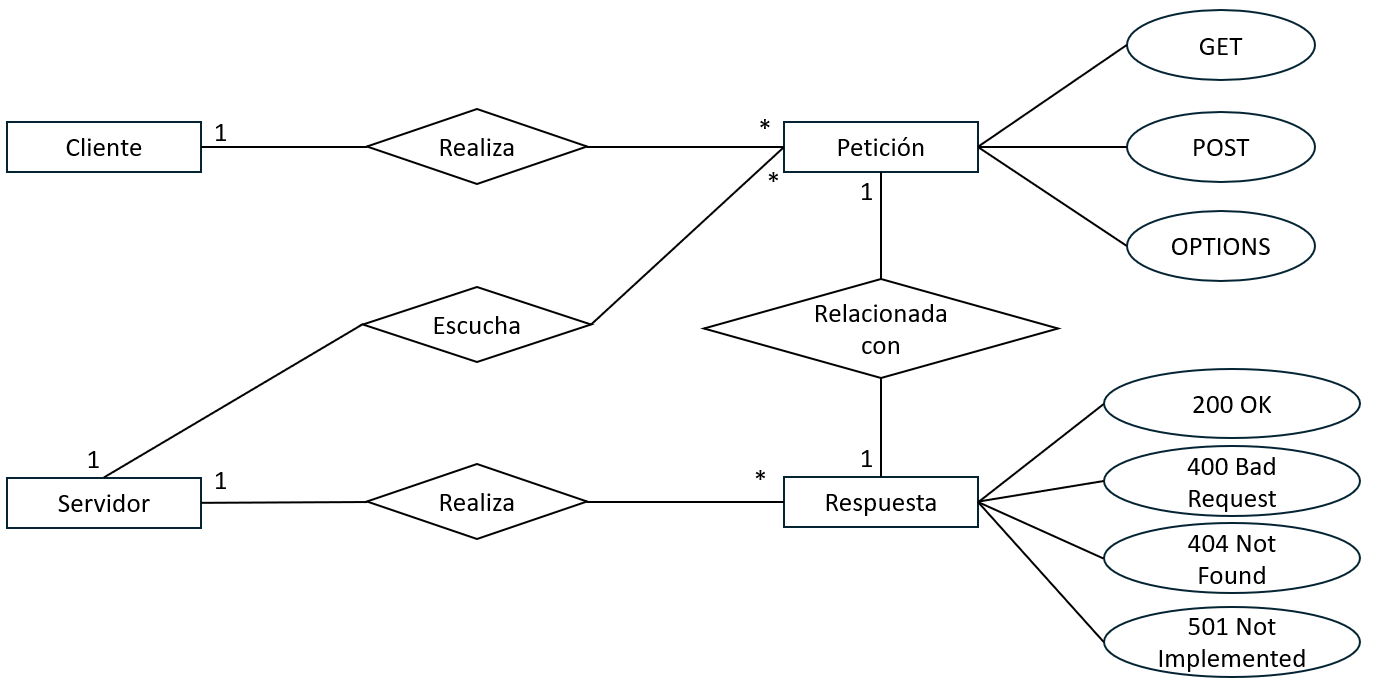 GET
Cliente
1
Realiza
*
Petición
POST
*
1
OPTIONS
Escucha
Relacionada
con
200 OK
1
1
*
1
400 Bad
Request
Servidor
Realiza
Respuesta
404 Not
Found
501 Not
Implemented